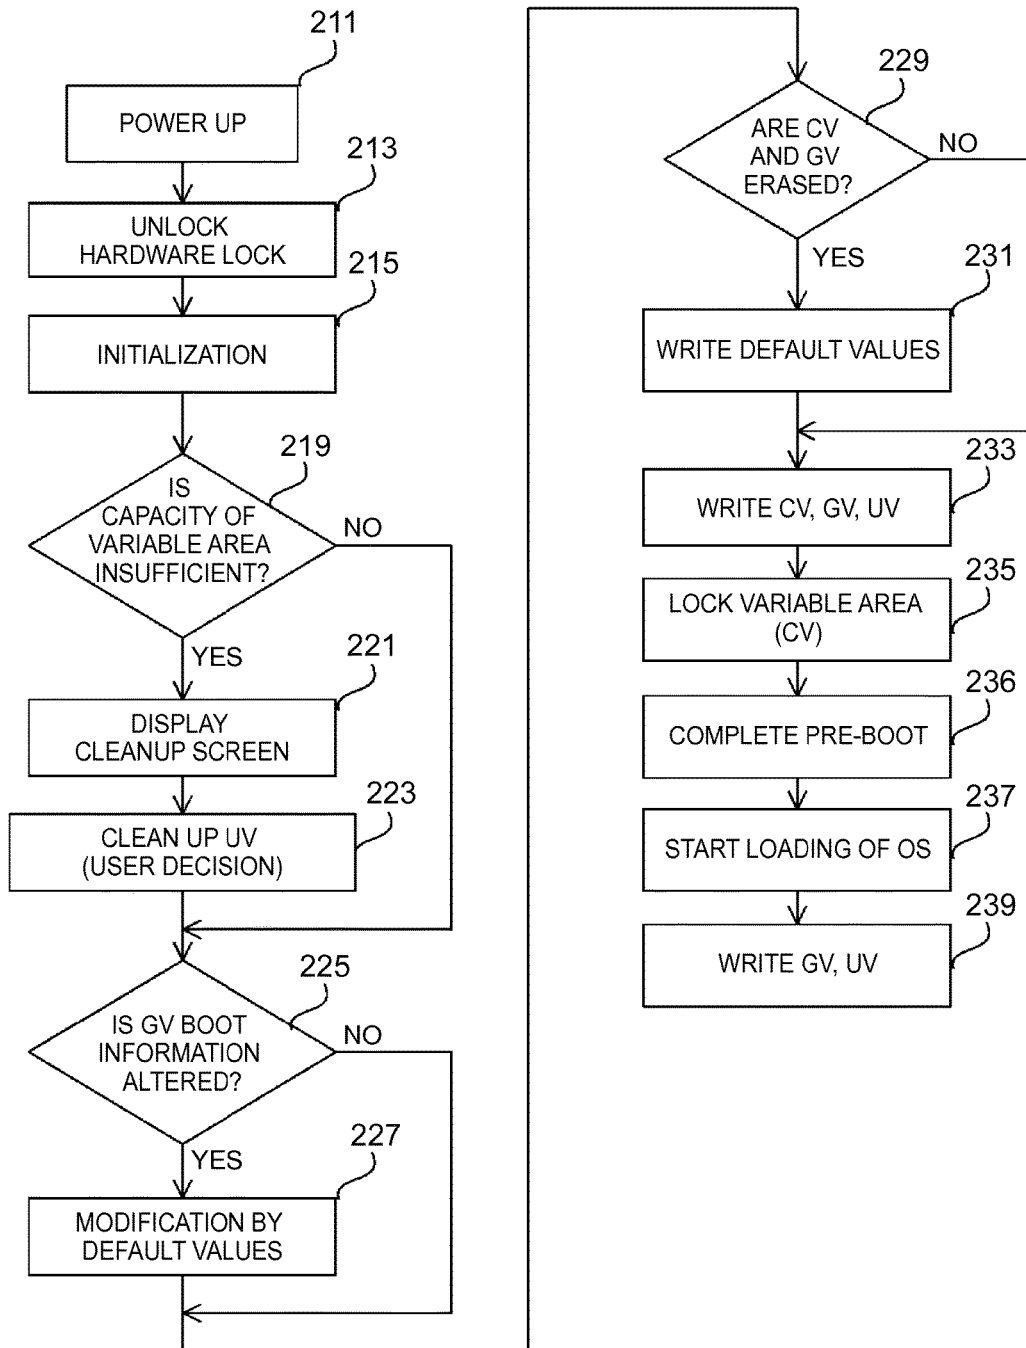 211
POWER UP
213
UNLOCK
HARDWARE LOCK
215
INITIALIZATION
219
IS
CAPACITY OF
VARIABLE AREA
INSUFFICIENT?
NO
YES
221
DISPLAY
CLEANUP SCREEN
223
CLEAN UP UV
(USER DECISION)
225
IS GV BOOT
INFORMATION
ALTERED?
NO
YES
227
MODIFICATION BY
DEFAULT VALUES
229
ARE CV
AND GV
ERASED?
NO
YES
231
WRITE DEFAULT VALUES
233
WRITE CV, GV, UV
235
LOCK VARIABLE AREA
(CV)
236
COMPLETE PRE-BOOT
237
START LOADING OF OS
239
WRITE GV, UV